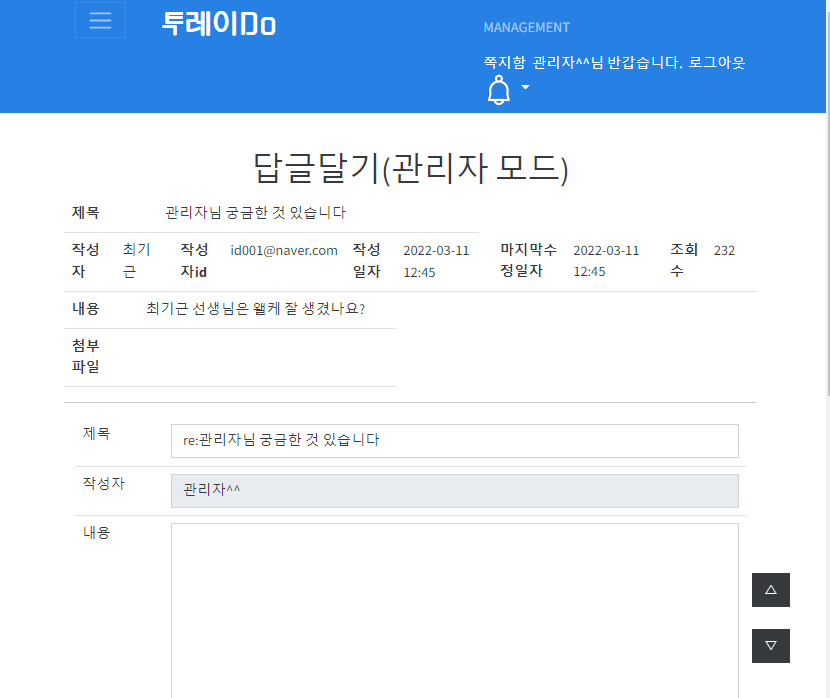 투레이Do
MANAGEMENT
쪽지함 관리자^^님 반갑습니다. 로그아웃
답글달기(관리자 모드)
제목 관리자님 궁금한 것 있습니다
작성자 최기근 작성자id id001@naver.com 작성일자 2022-03-11 12:45 마지막수정일자 2022-03-11 12:45 조회수 232
내용 최기근 선생님은 왤케 잘 생겼나요?
첨부
파일
제목 re:관리자님 궁금한 것 있습니다
작성자 관리자^^
내용